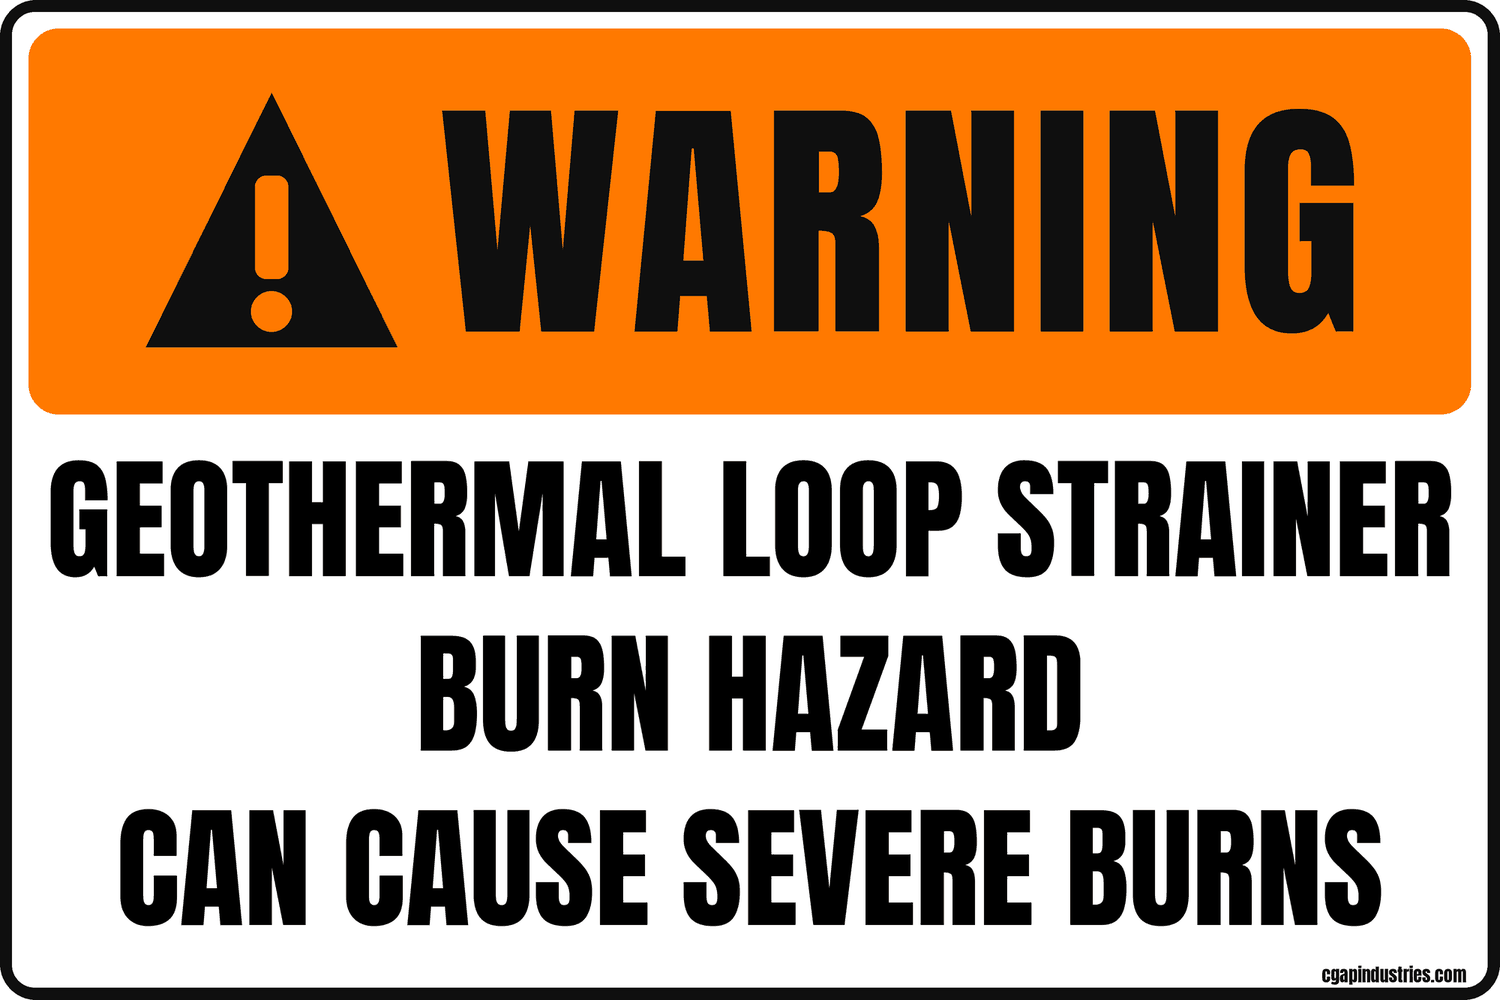 WARNING
GEOTHERMAL LOOP STRAINER
BURN HAZARD
CAN CAUSE SEVERE BURNS
cgapindustries.com